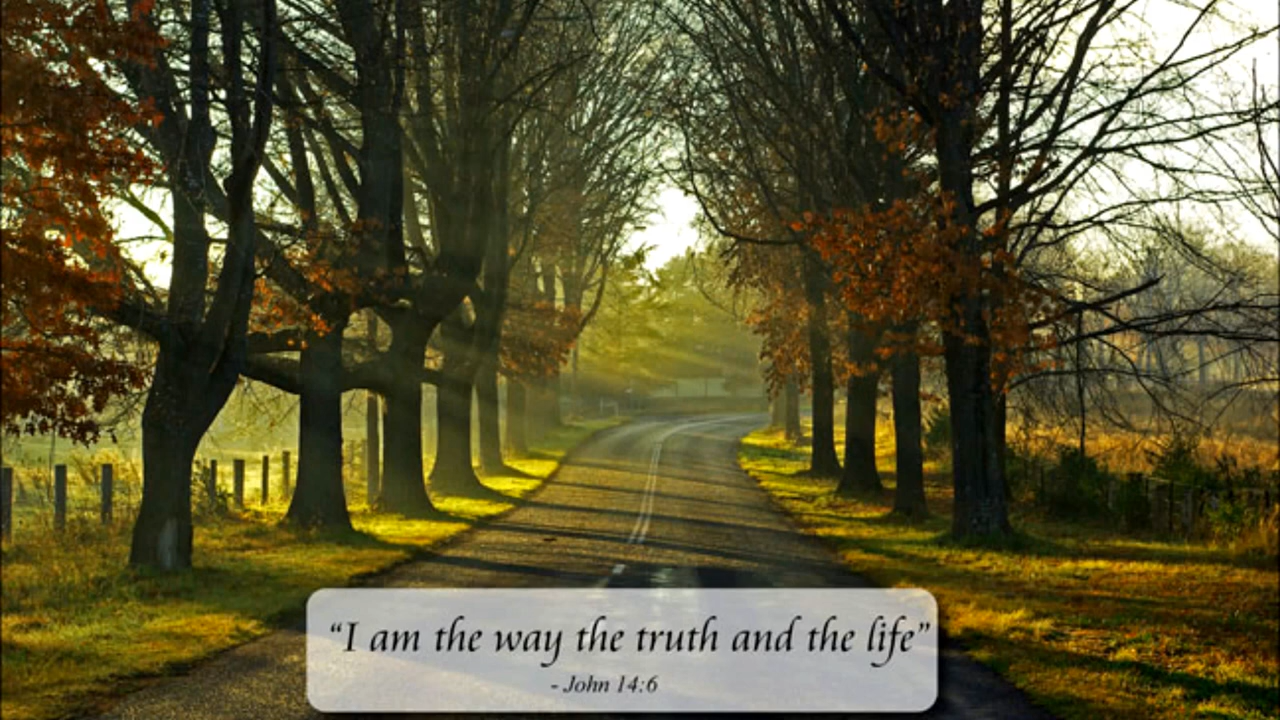 “I am the way the truth and the life”
- John 14:6